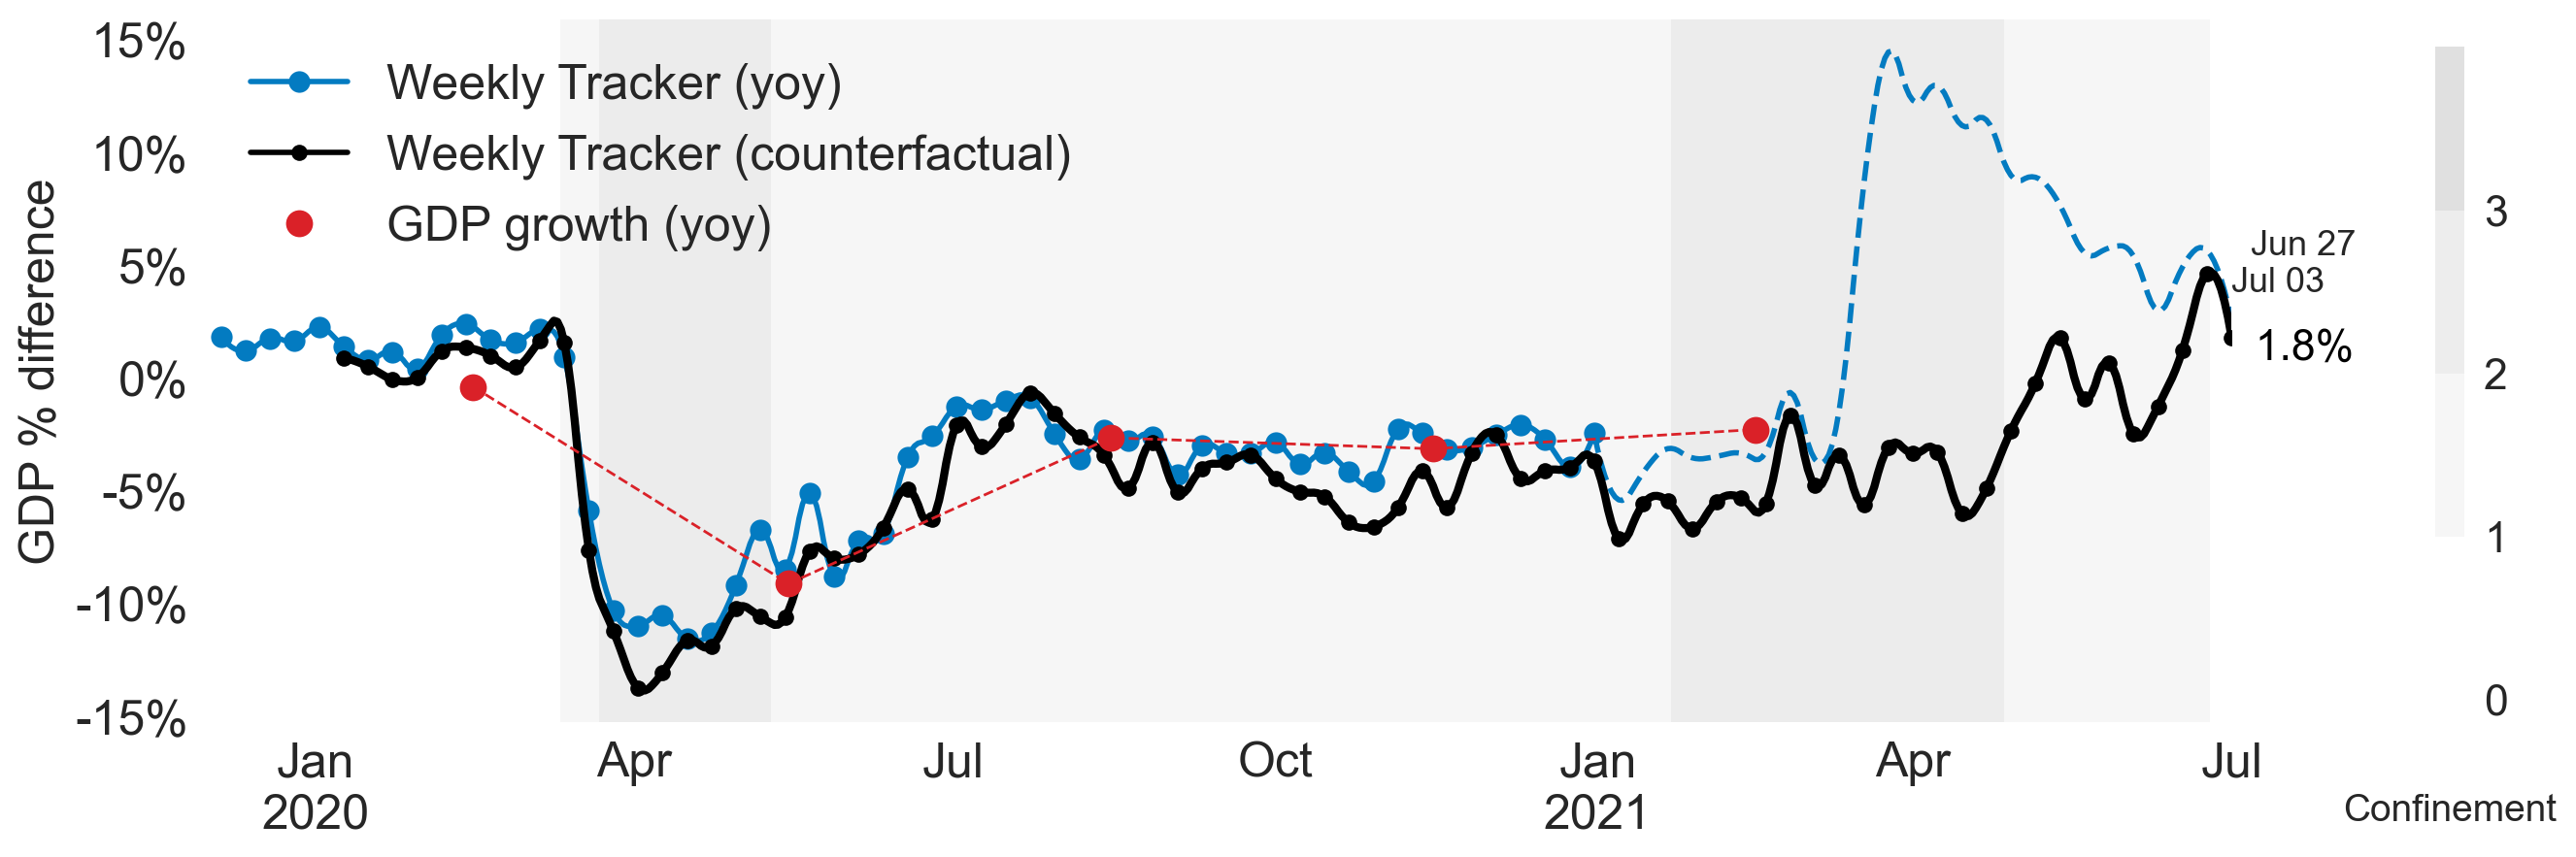 GDP % difference
15%
10%
5%
0%
-5%
-10%
-15%
Weekly Tracker (yoy)
Weekly Tracker (counterfactual)
GDP growth (yoy)
Jun 27
Jul 03
1.8%
3
2
1
0
Jan
2020
Apr
Jul
Oct
Jan
2021
Apr
Jul
Confinement